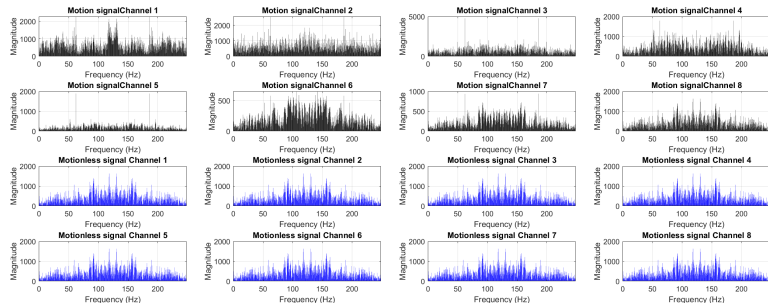 Motion signalChannel 1
Motion signalChannel 2
Motion signalChannel 3
Motion signalChannel 4
Magnitude
2000
1000
0
0 50 100 150 200
Frequency (Hz)
Magnitude
2000
1000
0
0 50 100 150 200
Frequency (Hz)
Magnitude
5000
0
0 50 100 150 200
Frequency (Hz)
Magnitude
2000
1000
0
0 50 100 150 200
Frequency (Hz)
Motion signalChannel 5
Motion signalChannel 6
Motion signalChannel 7
Motion signalChannel 8
Magnitude
2000
1000
0
0 50 100 150 200
Frequency (Hz)
Magnitude
500
0
0 50 100 150 200
Frequency (Hz)
Magnitude
1000
500
0
0 50 100 150 200
Frequency (Hz)
Magnitude
2000
1000
0
0 50 100 150 200
Frequency (Hz)
Motionless signal Channel 1
Motionless signal Channel 2
Motionless signal Channel 3
Motionless signal Channel 4
Magnitude
2000
1000
0
0 50 100 150 200
Frequency (Hz)
Magnitude
2000
1000
0
0 50 100 150 200
Frequency (Hz)
Magnitude
2000
1000
0
0 50 100 150 200
Frequency (Hz)
Magnitude
2000
1000
0
0 50 100 150 200
Frequency (Hz)
Motionless signal Channel 5
Motionless signal Channel 6
Motionless signal Channel 7
Motionless signal Channel 8
Magnitude
2000
1000
0
0 50 100 150 200
Frequency (Hz)
Magnitude
2000
1000
0
0 50 100 150 200
Frequency (Hz)
Magnitude
2000
1000
0
0 50 100 150 200
Frequency (Hz)
Magnitude
2000
1000
0
0 50 100 150 200
Frequency (Hz)